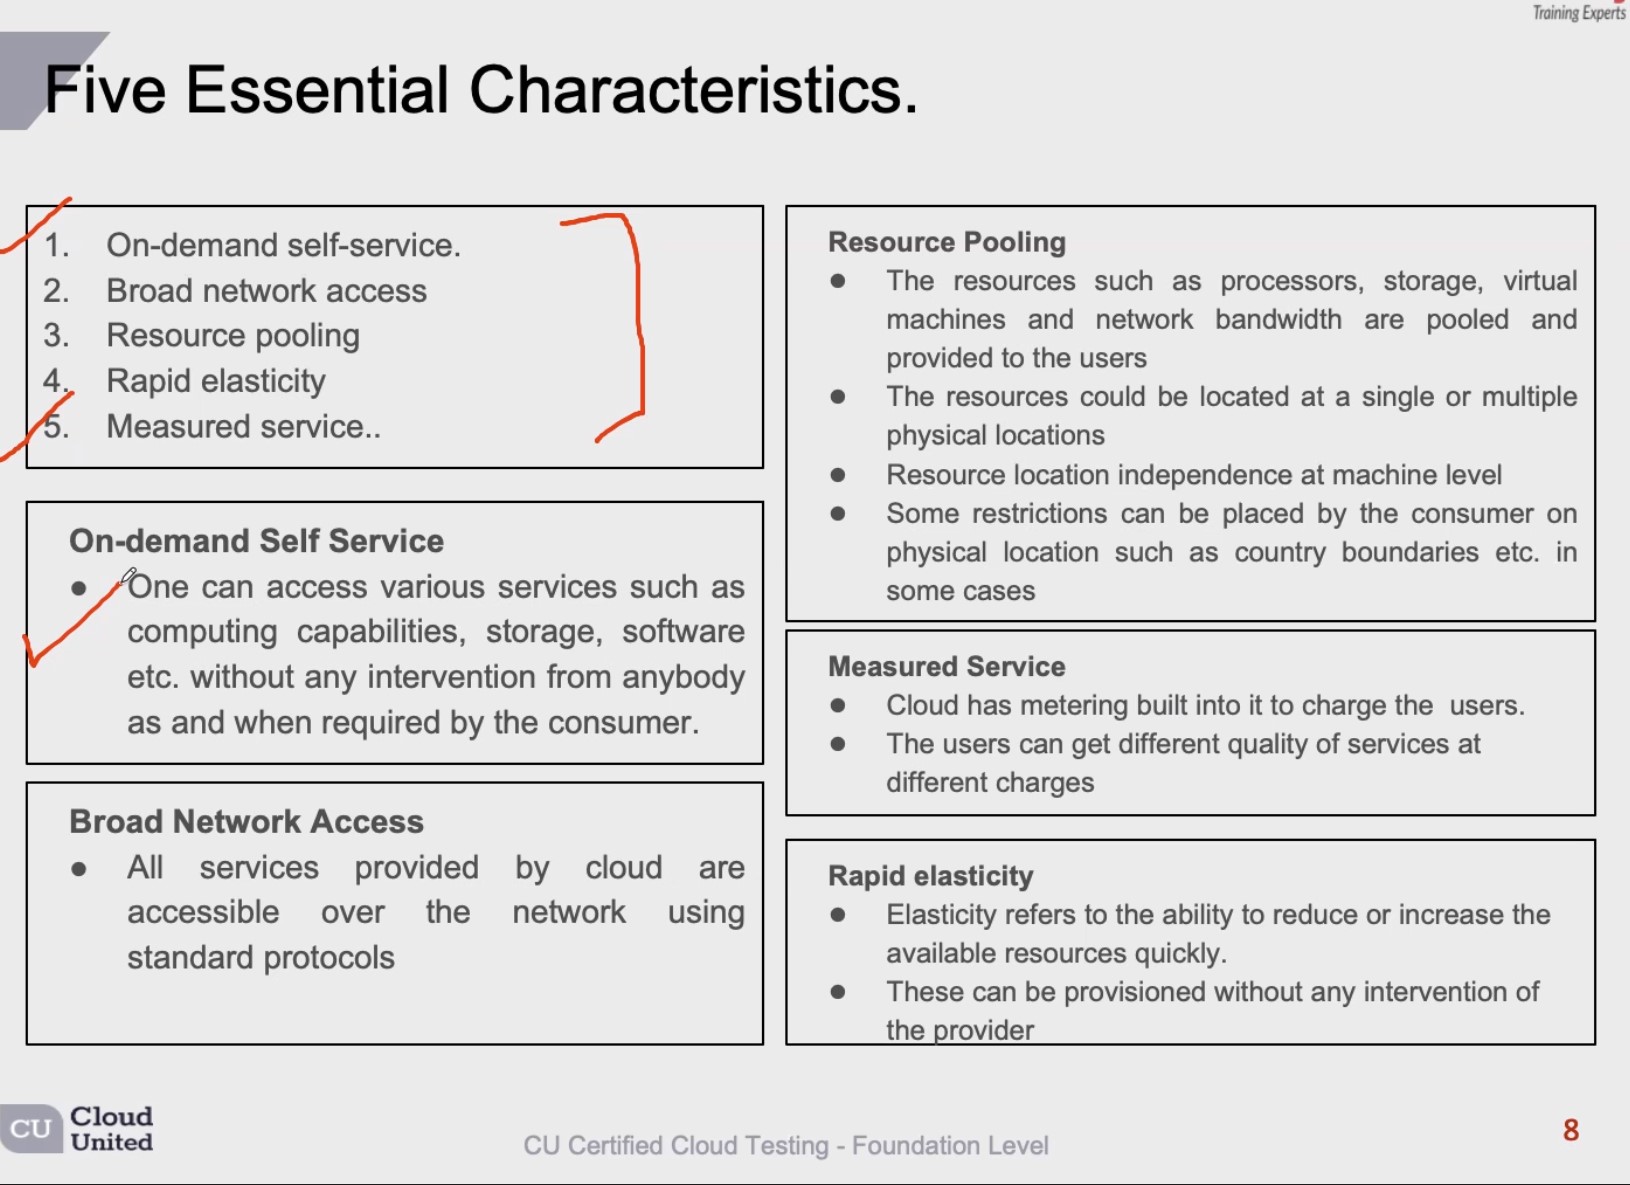 Training Experts
Five Essential Characteristics.
1. On-demand self-service.
2. Broad network access
3. Resource pooling
4. Rapid elasticity
5. Measured service..
On-demand Self Service
● One can access various services such as
computing capabilities, storage, software
etc. without any intervention from anybody
as and when required by the consumer.
Broad Network Access
● All services provided by cloud are
accessible over the network using
standard protocols
Resource Pooling
● The resources such as processors, storage, virtual
machines and network bandwidth are pooled and
provided to the users
● The resources could be located at a single or multiple
physical locations
● Resource location independence at machine level
● Some restrictions can be placed by the consumer on
physical location such as country boundaries etc. in
some cases
Measured Service
● Cloud has metering built into it to charge the  users.
● The users can get different quality of services at
different charges
Rapid elasticity
● Elasticity refers to the ability to reduce or increase the
available resources quickly.
● These can be provisioned without any intervention of
the provider
CU Cloud
United
CU Certified Cloud Testing - Foundation Level
8